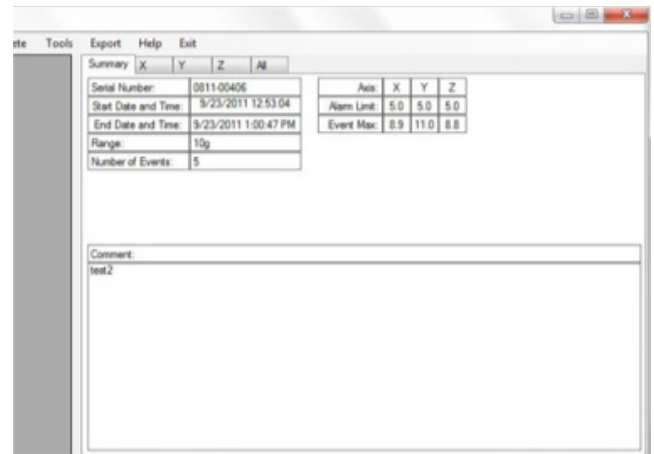 ete Tools Export Help Exit
Summary X Y Z All
Serial Number: 0811-00406
Start Date and Time: 9/23/2011 12:53:04
End Date and Time: 9/23/2011 1:00:47 PM
Range: 10g
Number of Events: 5
Axis: X Y Z
Alarm Limit: 5.0 5.0 5.0
Event Max: 8.9 11.0 8.8
Comment:
test2